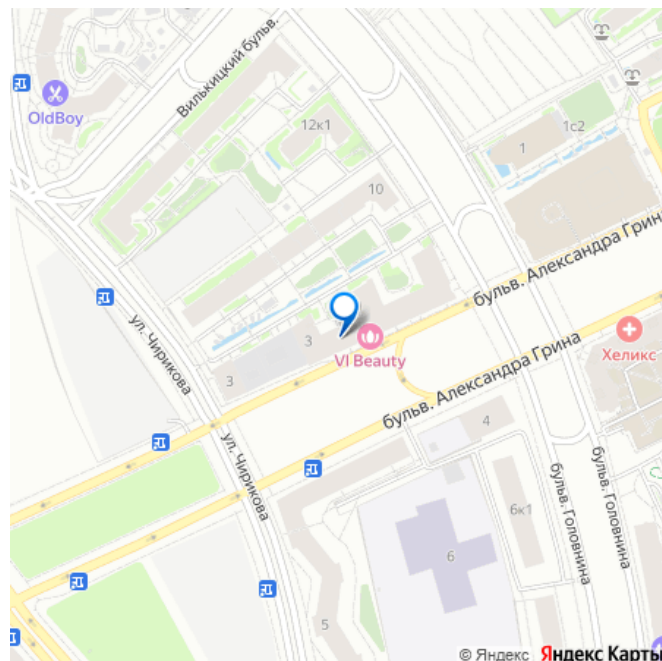 Вилькицкий бульв.
OldBoy
12к1
1с2
1
10
бульв. Александра Грин
ул. Чирикова
3
VI Beauty
Хеликс
3
бульв. Александра Грина
4
ул. Чирикова
бульв. Головнина
бульв. Головнина
6к1
6
5
© Яндекс Яндекс Карты